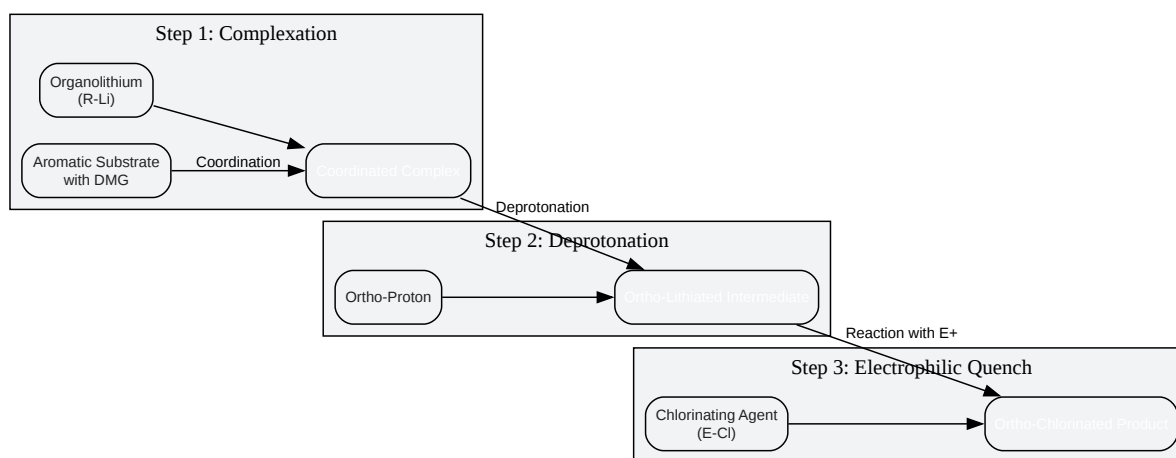 Step 1: Complexation
Organolithium
(R-Li)
Aromatic Substrate
with DMG
Coordination
Coordinated Complex
Deprotonation
Step 2: Deprotonation
Ortho-Proton
Ortho-Lithiated Intermediate
Reaction with E+
Step 3: Electrophilic Quench
Chlorinating Agent
(E-Cl)
Ortho-Chlorinated Product